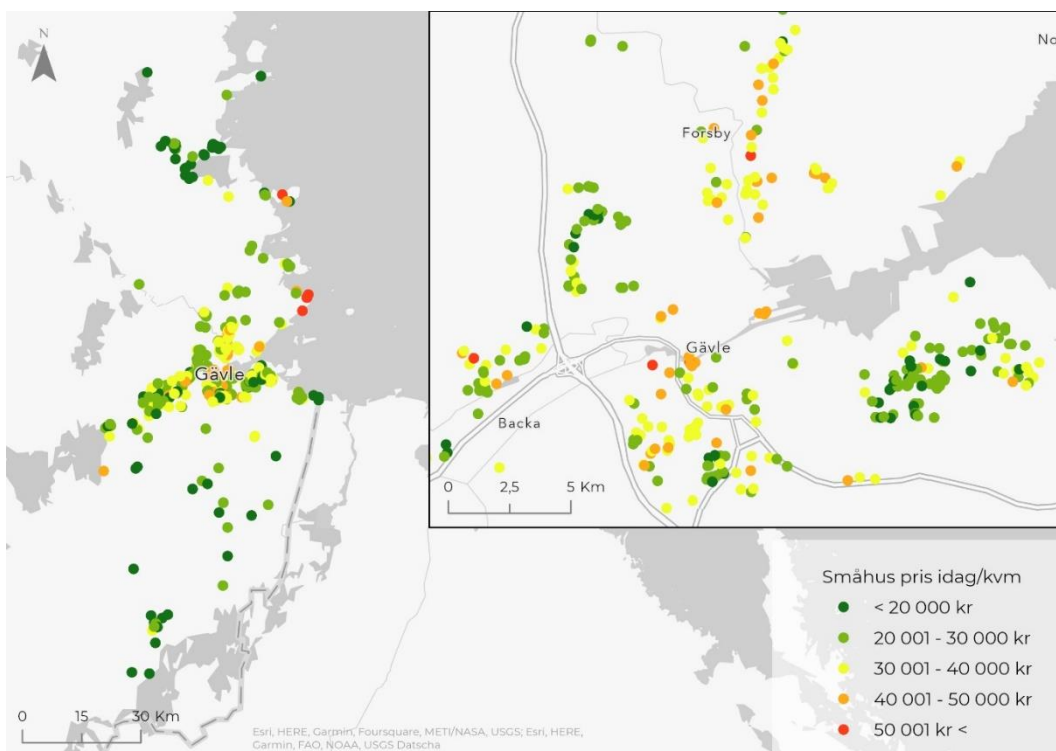 N
No
Forsby
Gävle
Backa
0 2,5 5 Km
Gävle
Småhus pris idag/kvm
< 20 000 kr
20 001 - 30 000 kr
30 001 - 40 000 kr
40 001 - 50 000 kr
50 001 kr <
0 15 30 Km
Esri, HERE, Garmin, Foursquare, METI/NASA, USGS; Esri, HERE,
Garmin, FAO, NOAA, USGS Datscha